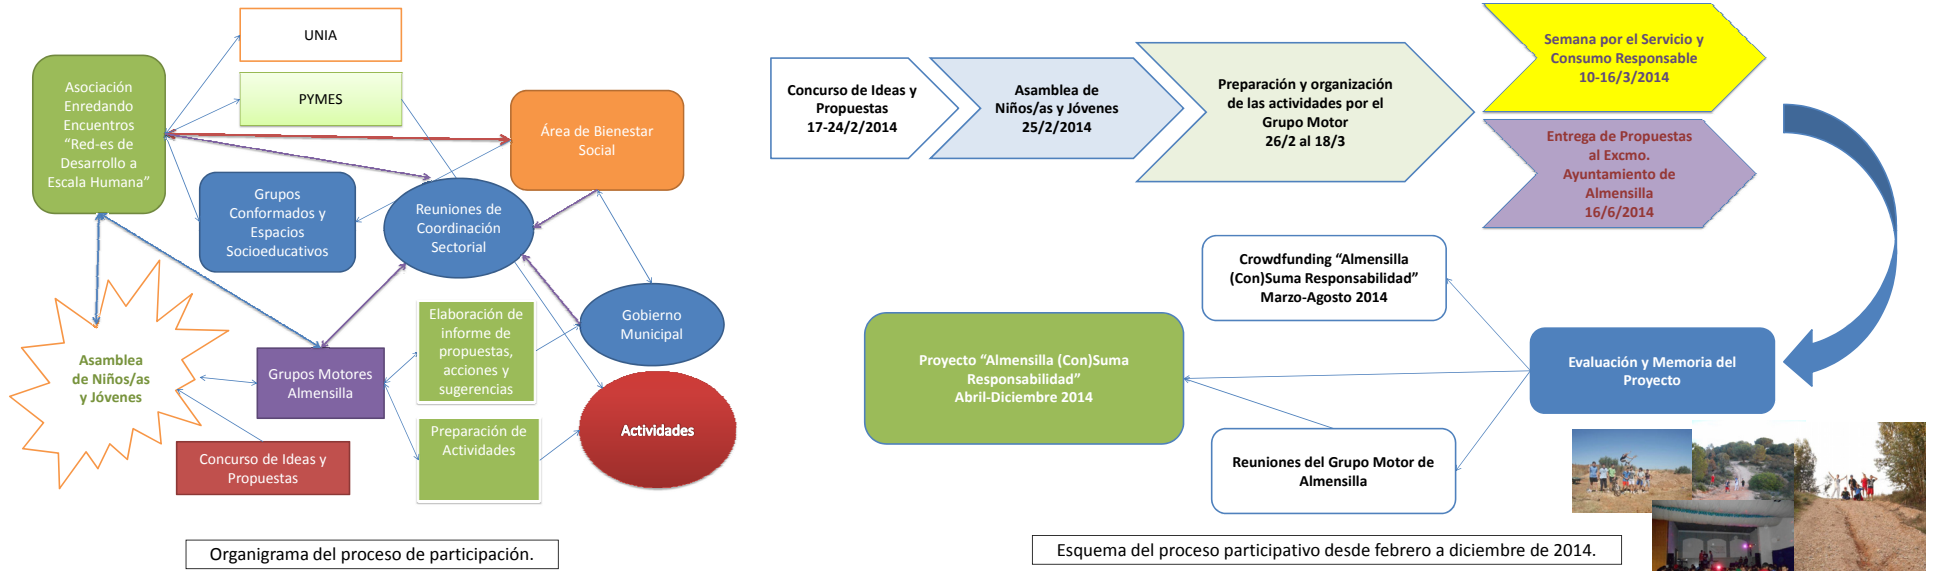 UNIA
PYMES
Asociación
Enredando
Encuentros
“Red-es de
Desarrollo a
Escala Humana”
Área de Bienestar
Social
Grupos
Conformados y
Espacios
Socioeducativos
Reuniones de
Coordinación
Sectorial
Elaboración de
informe de
propuestas,
acciones y
sugerencias
Gobierno
Municipal
Asamblea
de Niños/as
y Jóvenes
Grupos Motores
Almensilla
Preparación de
Actividades
Actividades
Concurso de Ideas y
Propuestas
Organigrama del proceso de participación.
Concurso de Ideas y
Propuestas
17-24/2/2014
Asamblea de
Niños/as y Jóvenes
25/2/2014
Preparación y organización
de las actividades por el
Grupo Motor
26/2 al 18/3
Semana por el Servicio y
Consumo Responsable
10-16/3/2014
Entrega de Propuestas
al Excmo.
Ayuntamiento de
Almensilla
16/6/2014
Crowdfunding “Almensilla
(Con)Suma Responsabilidad”
Marzo-Agosto 2014
Proyecto “Almensilla (Con)Suma
Responsabilidad”
Abril-Diciembre 2014
Evaluación y Memoria del
Proyecto
Reuniones del Grupo Motor de
Almensilla
Esquema del proceso participativo desde febrero a diciembre de 2014.